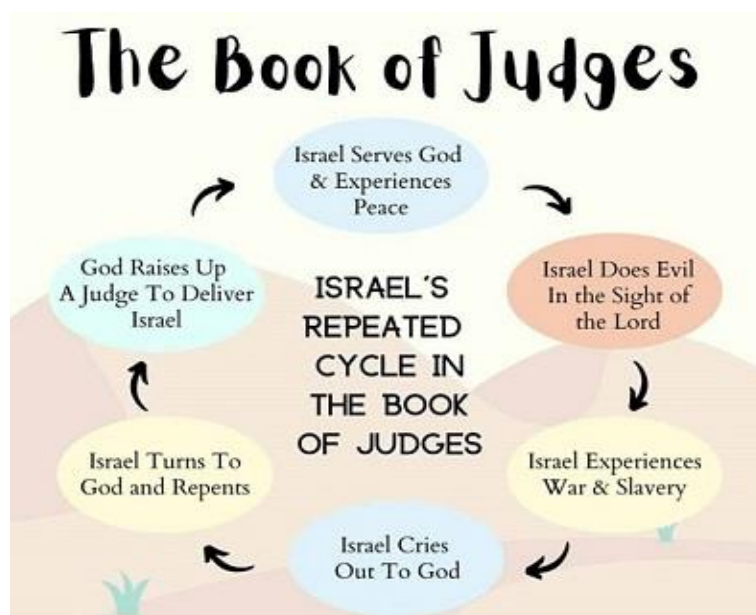 The Book of Judges
Israel Serves God
& Experiences
Peace
Israel Does Evil
In the Sight of
the Lord
Israel Experiences
War & Slavery
Israel Cries
Out To God
Israel Turns To
God and Repents
God Raises Up
A Judge To Deliver
Israel
ISRAEL'S
REPEATED
CYCLE IN
THE BOOK
OF JUDGES